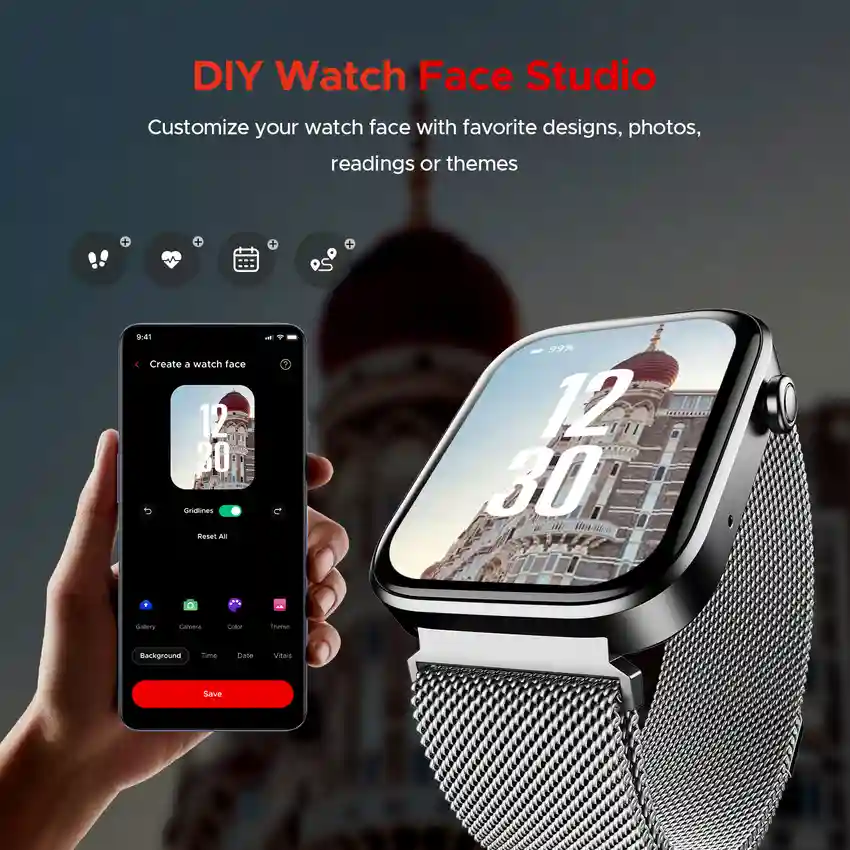 DIY Watch Face Studio
Customize your watch face with favorite designs, photos,
readings or themes
9:41
Create a watch face
?
12
30
Gridlines
Reset All
Gallery Camera Color Theme
Background Time Date Vitals
Save
99%
12
30